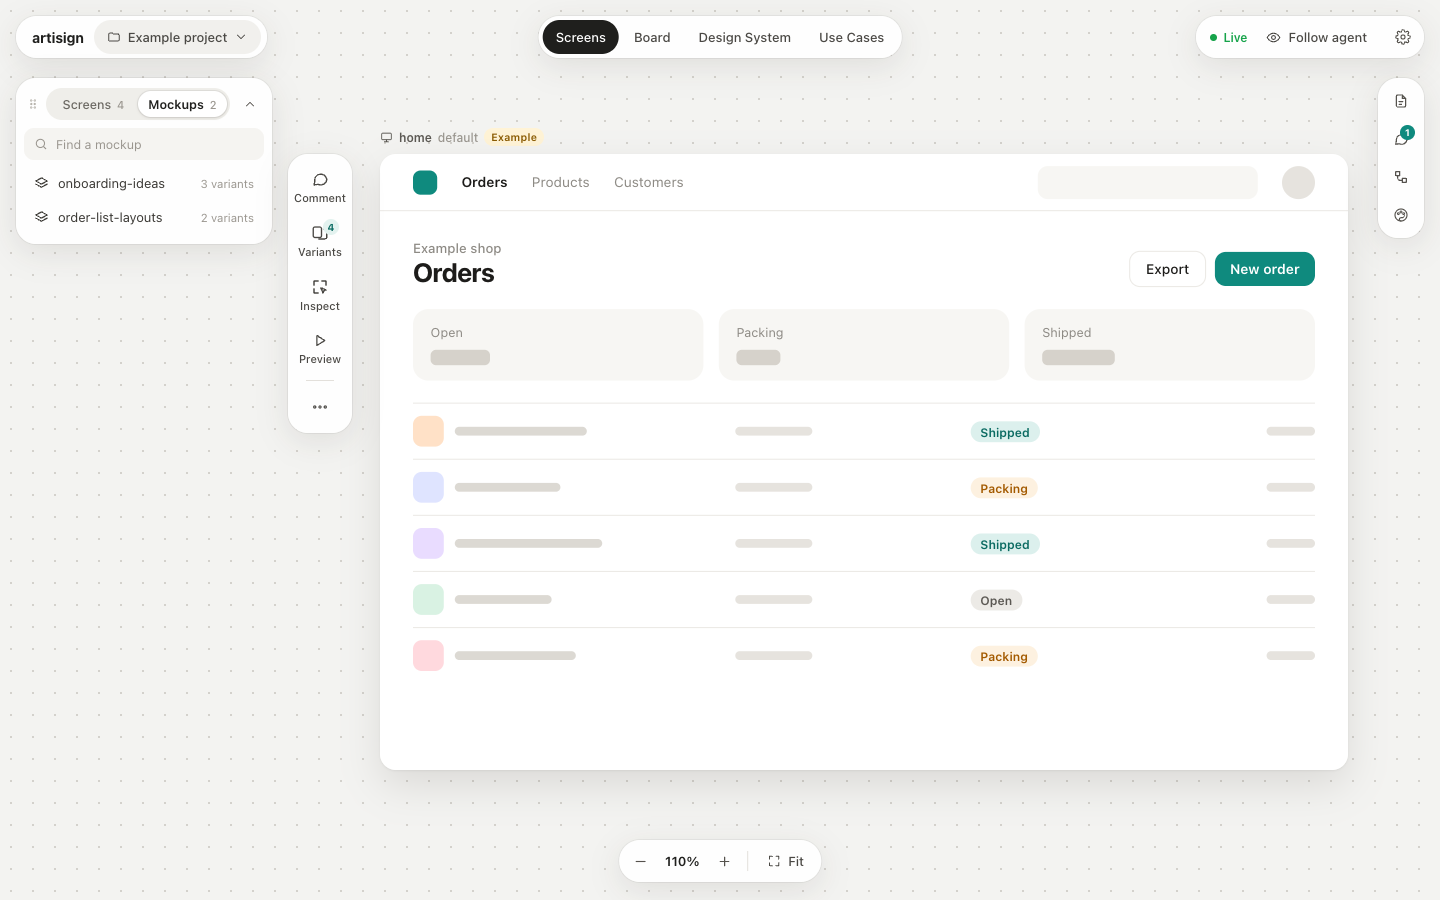 artisign
Example project
Screens
Board
Design System
Use Cases
Live
Follow agent
Screens 4
Mockups 2
Find a mockup
onboarding-ideas
3 variants
order-list-layouts
2 variants
1
Comment
4
Variants
Inspect
Preview
home default Example
Orders
Products
Customers
Example shop
Orders
Export
New order
Open
Packing
Shipped
Shipped
Packing
Shipped
Open
Packing
110%
Fit